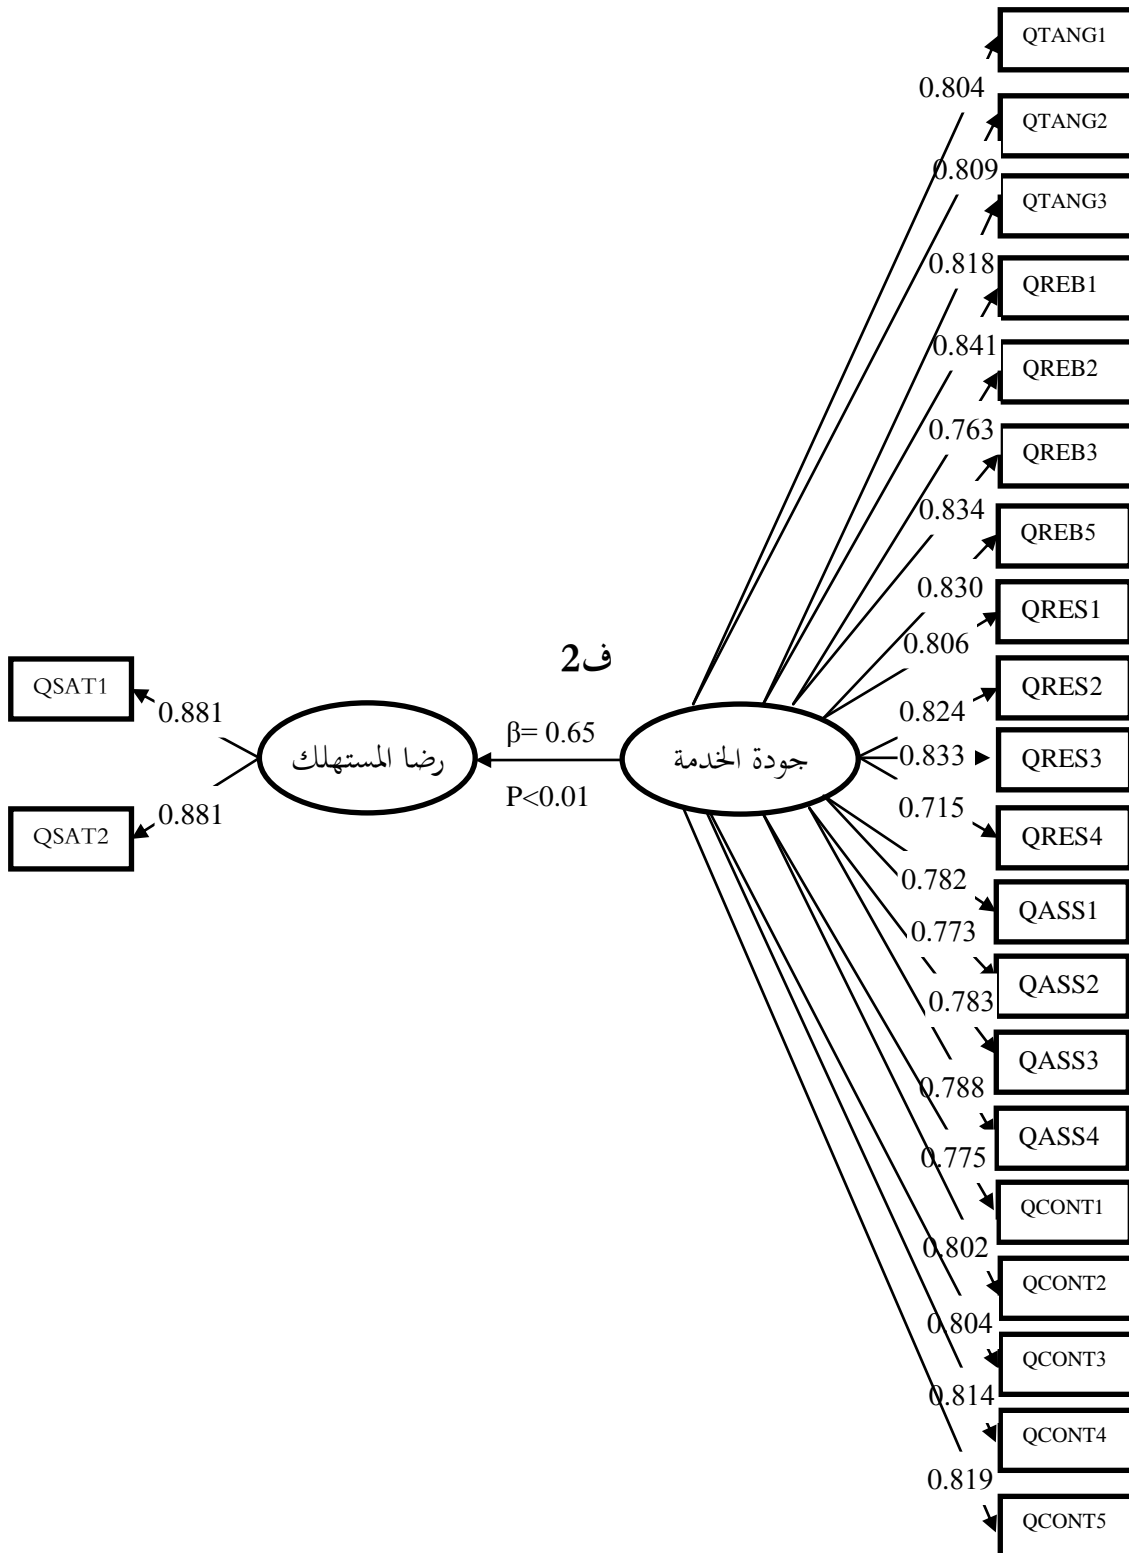 QTANG1
0.804
QTANG2
0.809
QTANG3
0.818
QREB1
0.841
QREB2
0.763
QREB3
0.834
QREB5
0.830
QRES1
0.806
ف2
QSAT1
0.881
QRES2
0.824
رضا المستهلك
β= 0.65
P<0.01
جودة الخدمة
0.833
QRES3
0.715
QRES4
QSAT2
0.881
0.782
QASS1
0.773
QASS2
0.783
QASS3
0.788
QASS4
0.775
QCONT1
0.802
QCONT2
0.804
QCONT3
0.814
QCONT4
0.819
QCONT5